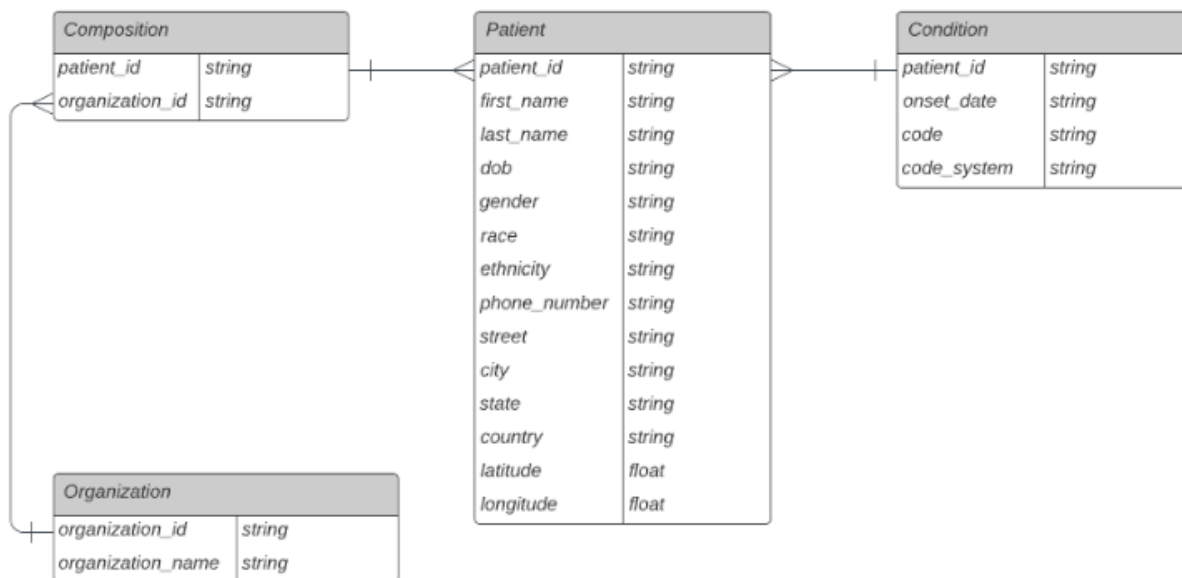 Composition
patient_id string
organization_id string
Patient
patient_id string
first_name string
last_name string
dob string
gender string
race string
ethnicity string
phone_number string
street string
city string
state string
country string
latitude float
longitude float
Condition
patient_id string
onset_date string
code string
code_system string
Organization
organization_id string
organization_name string